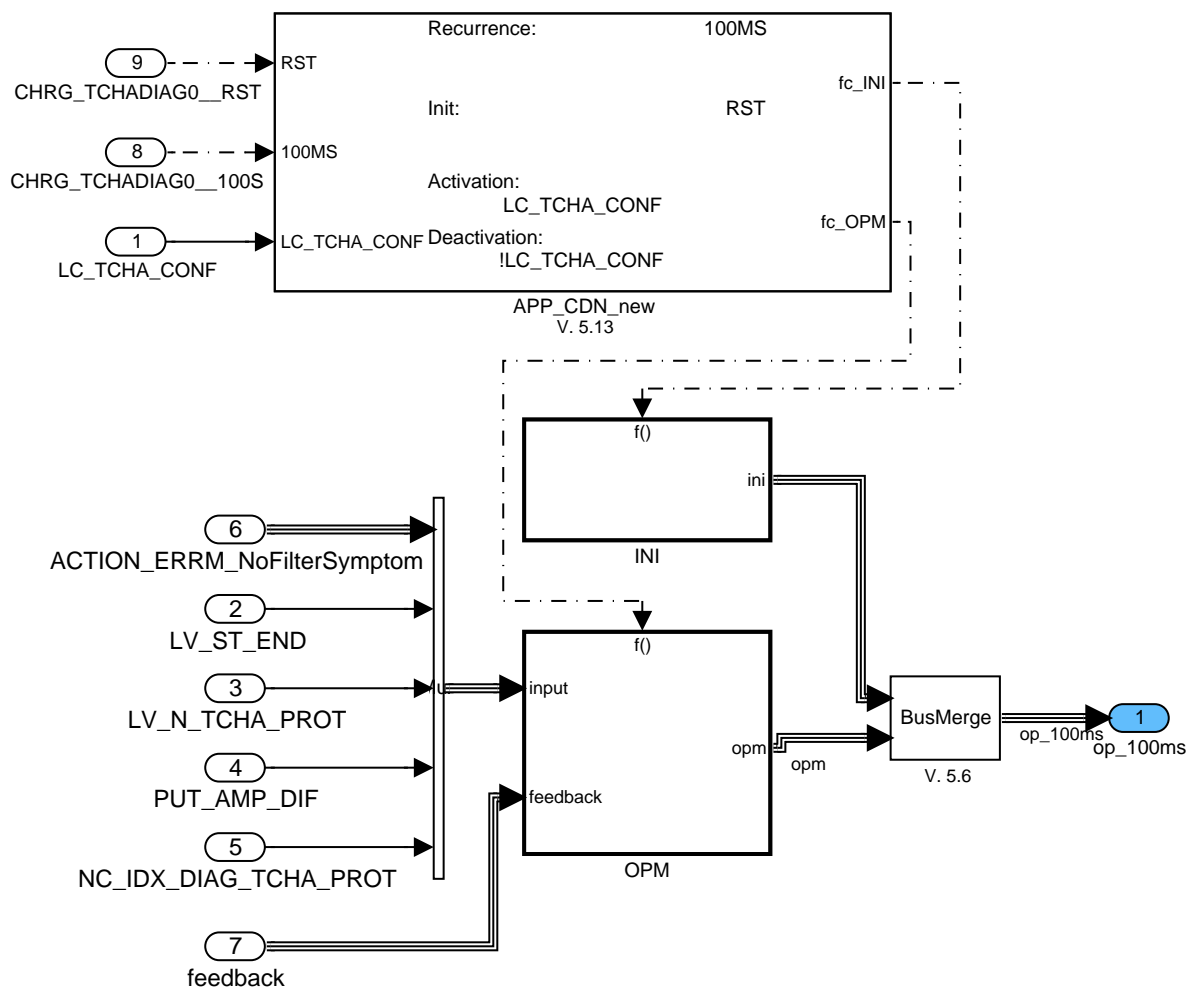 Recurrence: 100MS
9
RST
CHRG_TCHADIAG0__RST
fc_INI
Init: RST
8
100MS
CHRG_TCHADIAG0__100S
Activation:
LC_TCHA_CONF
fc_OPM
1
LC_TCHA_CONF
Deactivation:
!LC_TCHA_CONF
LC_TCHA_CONF
APP_CDN_new
V. 5.13
f()
ini
INI
6
ACTION_ERRM_NoFilterSymptom
2
LV_ST_END
f()
3
input
LV_N_TCHA_PROT
BusMerge
1
op_100ms
op_100ms
opm
opm
V. 5.6
4
PUT_AMP_DIF
feedback
5
OPM
NC_IDX_DIAG_TCHA_PROT
7
feedback